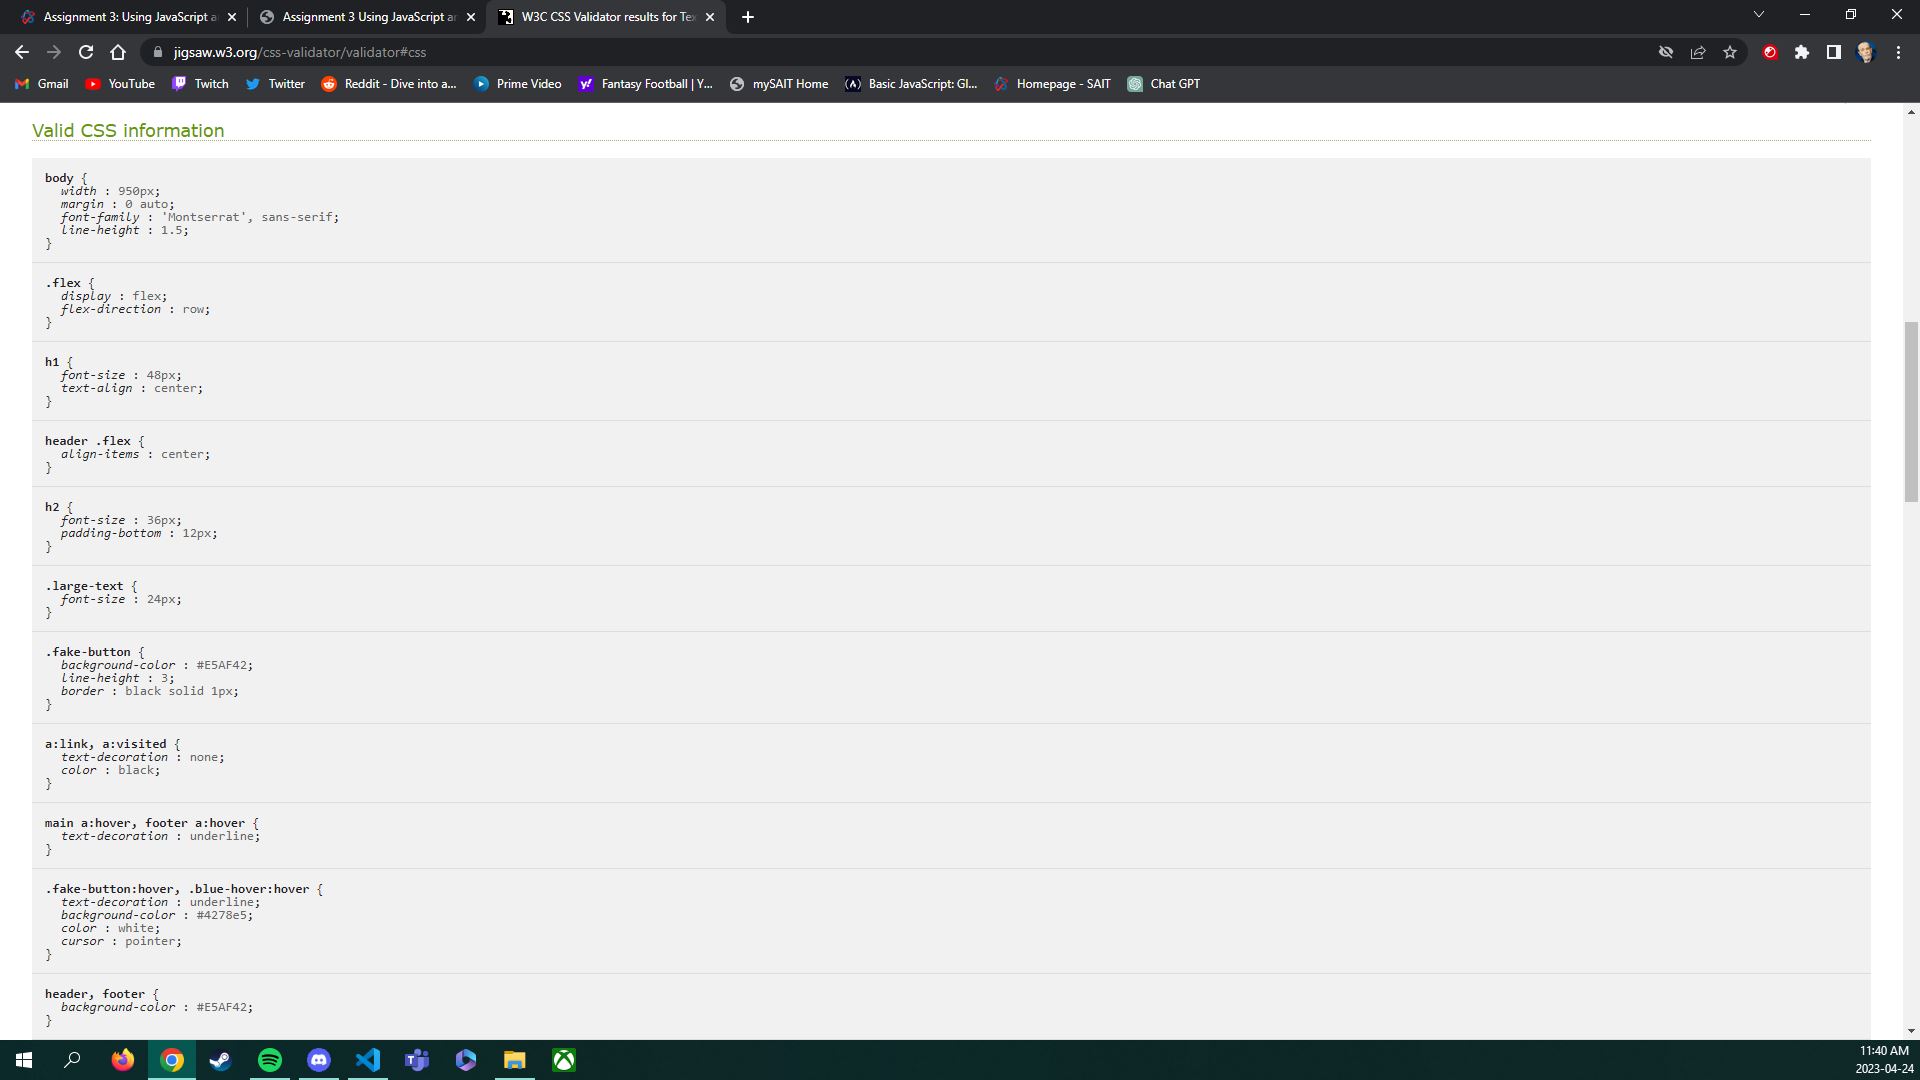 Assignment 3: Using JavaScript a
Assignment 3 Using JavaScript ar
W3C CSS Validator results for Tex
jigsaw.w3.org/css-validator/validator#css
Gmail
YouTube
Twitch
Twitter
Reddit - Dive into a...
Prime Video
Fantasy Football | Y...
mySAIT Home
Basic JavaScript: Gl...
Homepage - SAIT
Chat GPT
Valid CSS information
body {
width : 950px;
margin : 0 auto;
font-family : 'Montserrat', sans-serif;
line-height : 1.5;
}
.flex {
display : flex;
flex-direction : row;
}
h1 {
font-size : 48px;
text-align : center;
}
header .flex {
align-items : center;
}
h2 {
font-size : 36px;
padding-bottom : 12px;
}
.large-text {
font-size : 24px;
}
.fake-button {
background-color : #E5AF42;
line-height : 3;
border : black solid 1px;
}
a:link, a:visited {
text-decoration : none;
color : black;
}
main a:hover, footer a:hover {
text-decoration : underline;
}
.fake-button:hover, .blue-hover:hover {
text-decoration : underline;
background-color : #4278e5;
color : white;
cursor : pointer;
}
header, footer {
background-color : #E5AF42;
}
11:40 AM
2023-04-24